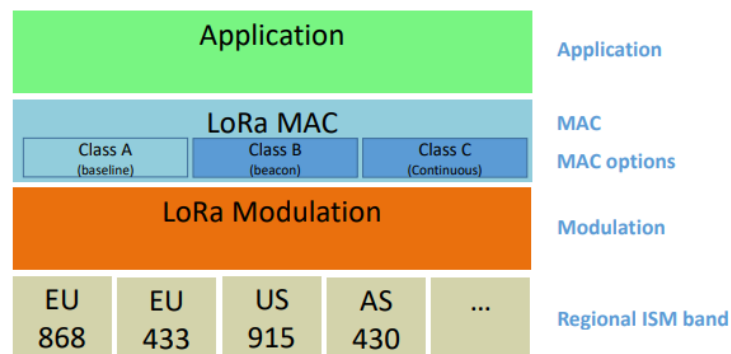 Application
Application
LoRa MAC
MAC
Class A
(baseline)
Class B
(beacon)
Class C
(Continuous)
MAC options
LoRa Modulation
Modulation
EU
868
EU
433
US
915
AS
430
...
Regional ISM band